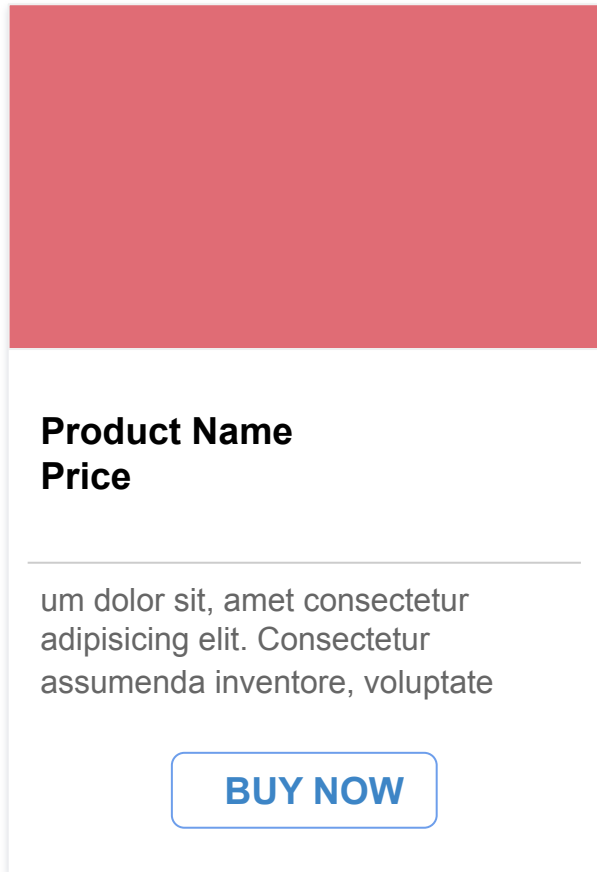 Product Name
Price
um dolor sit, amet consectetur
adipisicing elit. Consectetur
assumenda inventore, voluptate
BUY NOW